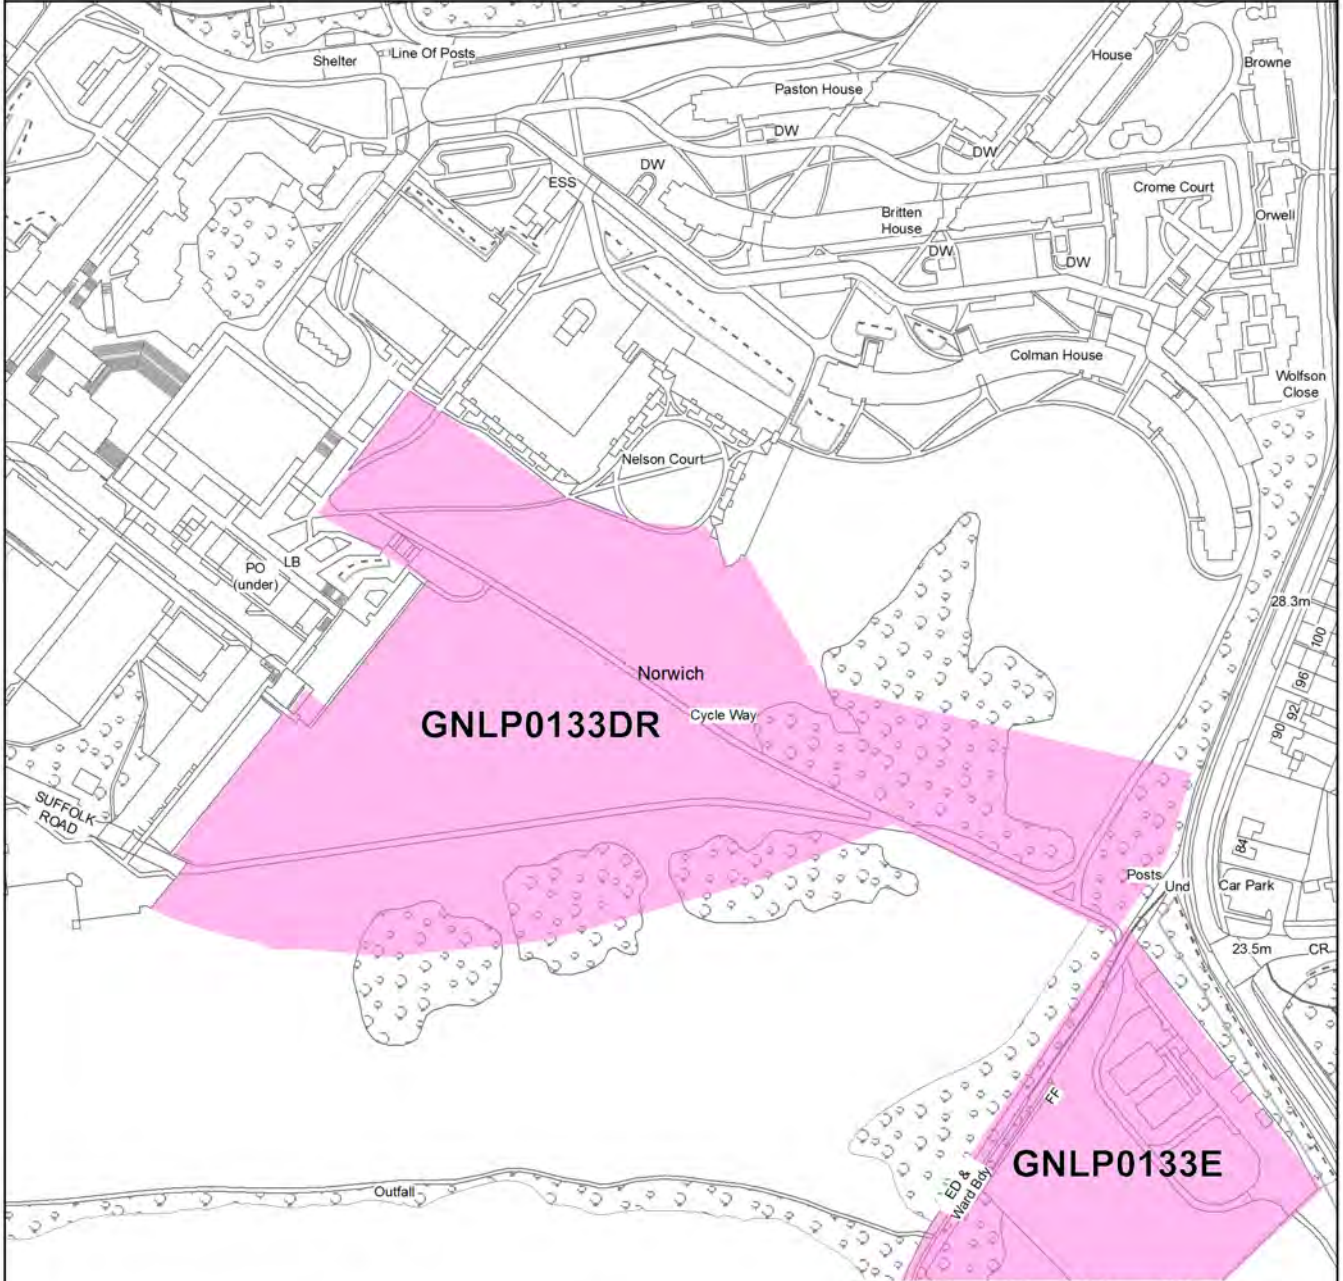 Shelter
Line Of Posts
House
Browne
Paston House
DW
DW
DW
ESS
Crome Court
Britten
House
Orwell
DW
DW
Colman House
Wolfson
Close
Nelson Court
PO
(under)
LB
28.3m
100
96
92
90
Norwich
Cycle Way
GNLP0133DR
SUFFOLK
ROAD
84
Posts
Und
Car Park
23.5m
CR
FF
GNLP0133E
ED &
Ward Bdy
Outfall